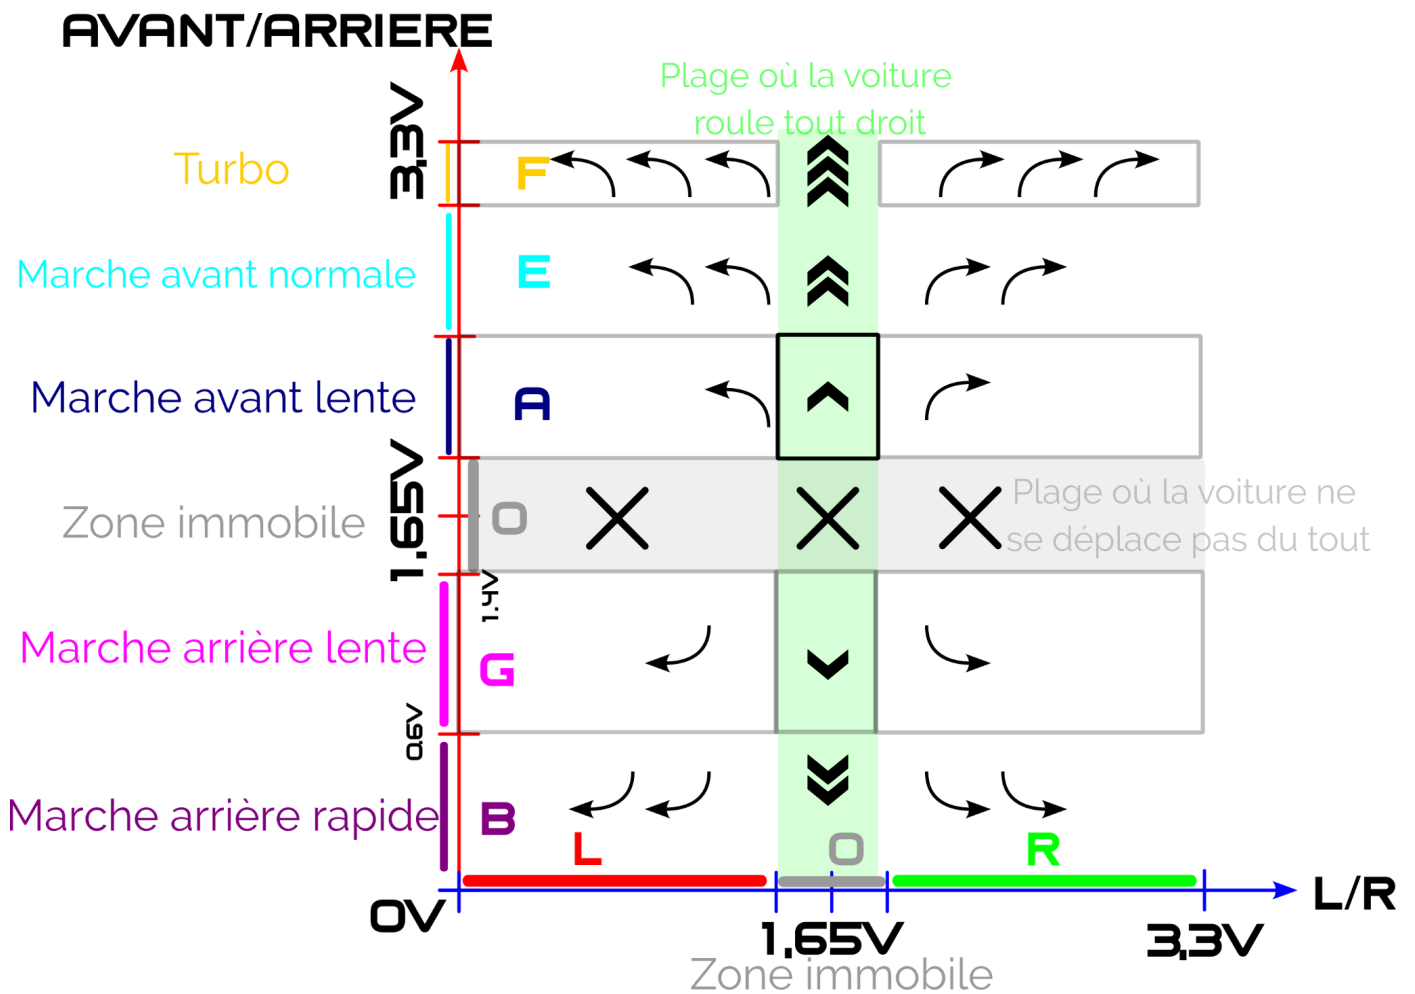 AVANT/ARRIERE
Plage où la voiture
roule tout droit
3,3V
Turbo
F
Marche avant normale
E
Marche avant lente
A
1,65V
Zone immobile
O
Plage où la voiture ne
se déplace pas du tout
1.4V
Marche arrière lente
G
0.6V
Marche arrière rapide
B
L
O
R
0V
L/R
1,65V
3,3V
Zone immobile